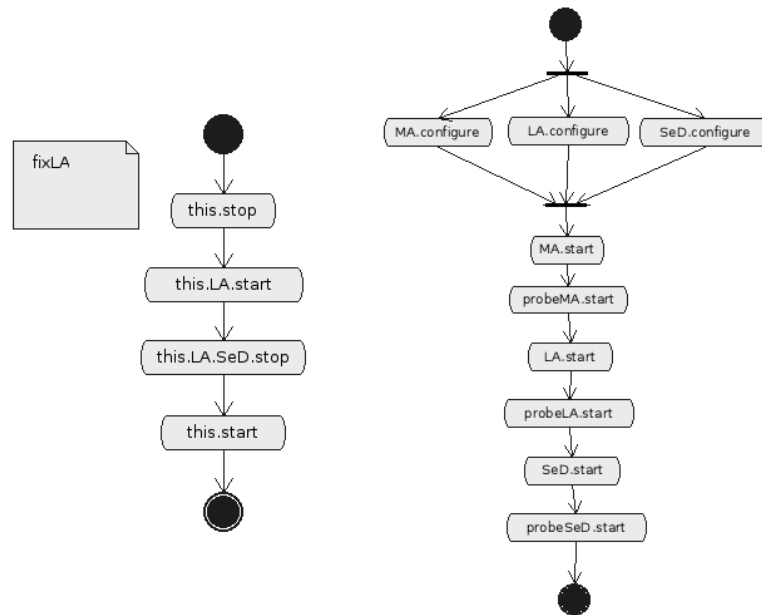 fixLA
this.stop
this.LA.start
this.LA.SeD.stop
this.start
MA.configure
LA.configure
SeD.configure
MA.start
probeMA.start
LA.start
probeLA.start
SeD.start
probeSeD.start